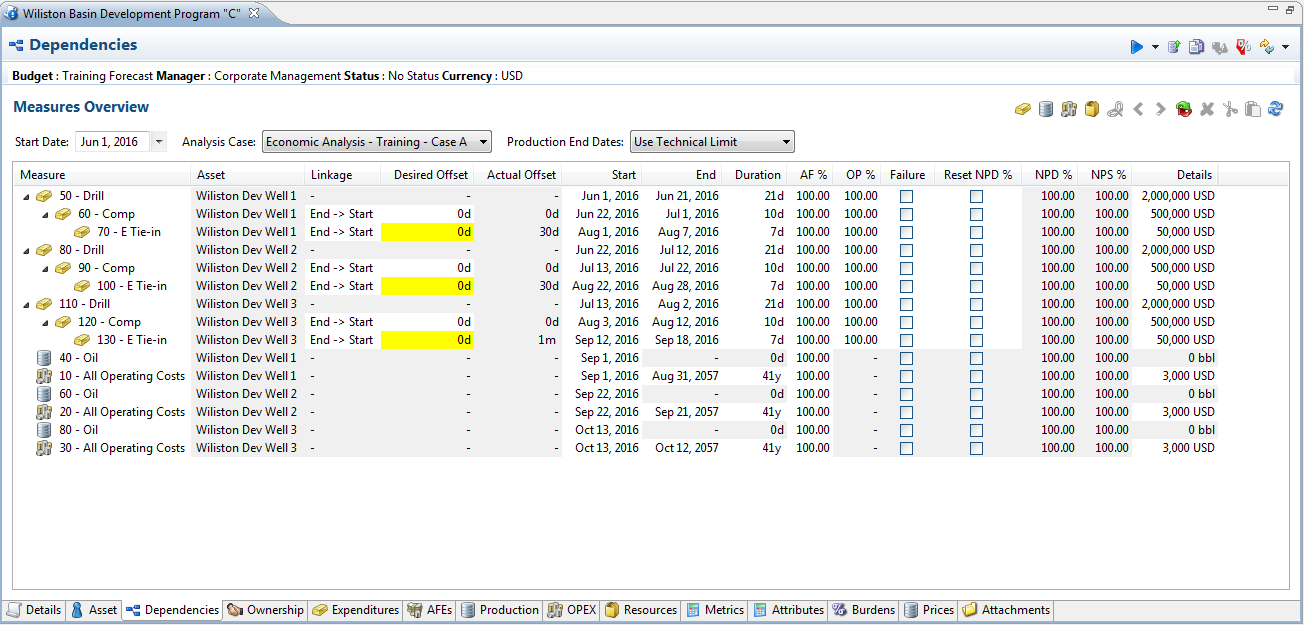 Wiliston Basin Development Program "C"
Dependencies
Budget : Training Forecast Manager : Corporate Management Status : No Status Currency : USD
Measures Overview
Start Date: Jun 1, 2016 Analysis Case: Economic Analysis - Training - Case A Production End Dates: Use Technical Limit
Measure Asset Linkage Desired Offset Actual Offset Start End Duration AF % OP % Failure Reset NPD % NPD % NPS % Details
50 - Drill Wiliston Dev Well 1 - - - Jun 1, 2016 Jun 21, 2016 21d 100.00 100.00 100.00 100.00 2,000,000 USD
60 - Comp Wiliston Dev Well 1 End -> Start 0d 0d Jun 22, 2016 Jul 1, 2016 10d 100.00 100.00 100.00 100.00 500,000 USD
70 - E Tie-in Wiliston Dev Well 1 End -> Start 0d 30d Aug 1, 2016 Aug 7, 2016 7d 100.00 100.00 100.00 100.00 50,000 USD
80 - Drill Wiliston Dev Well 2 - - - Jun 22, 2016 Jul 12, 2016 21d 100.00 100.00 100.00 100.00 2,000,000 USD
90 - Comp Wiliston Dev Well 2 End -> Start 0d 0d Jul 13, 2016 Jul 22, 2016 10d 100.00 100.00 100.00 100.00 500,000 USD
100 - E Tie-in Wiliston Dev Well 2 End -> Start 0d 30d Aug 22, 2016 Aug 28, 2016 7d 100.00 100.00 100.00 100.00 50,000 USD
110 - Drill Wiliston Dev Well 3 - - - Jul 13, 2016 Aug 2, 2016 21d 100.00 100.00 100.00 100.00 2,000,000 USD
120 - Comp Wiliston Dev Well 3 End -> Start 0d 0d Aug 3, 2016 Aug 12, 2016 10d 100.00 100.00 100.00 100.00 500,000 USD
130 - E Tie-in Wiliston Dev Well 3 End -> Start 0d 1m Sep 12, 2016 Sep 18, 2016 7d 100.00 100.00 100.00 100.00 50,000 USD
40 - Oil Wiliston Dev Well 1 - - - Sep 1, 2016 - 0d 100.00 - 100.00 100.00 0 bbl
10 - All Operating Costs Wiliston Dev Well 1 - - - Sep 1, 2016 Aug 31, 2057 41y 100.00 - 100.00 100.00 3,000 USD
60 - Oil Wiliston Dev Well 2 - - - Sep 22, 2016 - 0d 100.00 - 100.00 100.00 0 bbl
20 - All Operating Costs Wiliston Dev Well 2 - - - Sep 22, 2016 Sep 21, 2057 41y 100.00 - 100.00 100.00 3,000 USD
80 - Oil Wiliston Dev Well 3 - - - Oct 13, 2016 - 0d 100.00 - 100.00 100.00 0 bbl
30 - All Operating Costs Wiliston Dev Well 3 - - - Oct 13, 2016 Oct 12, 2057 41y 100.00 - 100.00 100.00 3,000 USD
Details Asset Dependencies Ownership Expenditures AFEs Production OPEX Resources Metrics Attributes Burdens Prices Attachments